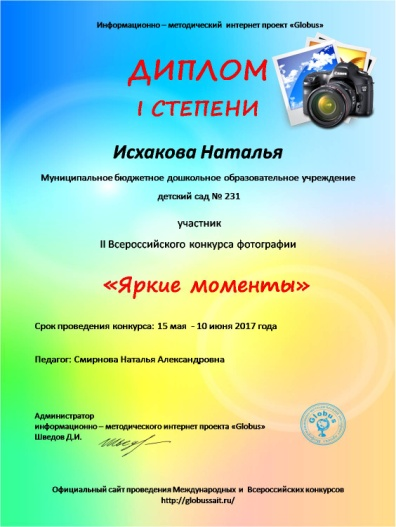 Информационно – методический интернет проект «Globus»
ДИПЛОМ
I СТЕПЕНИ
Canon
Исхакова Наталья
Муниципальное бюджетное дошкольное образовательное учреждение
детский сад № 231
участник
II Всероссийского конкурса фотографии
«Яркие моменты»
Срок проведения конкурса: 15 мая - 10 июня 2017 года
Педагог: Смирнова Наталья Александровна
Администратор
информационно – методического интернет проекта «Globus»
Шведов Д.И.
Globus
Официальный сайт проведения Международных и Всероссийских конкурсов
http://globussait.ru/